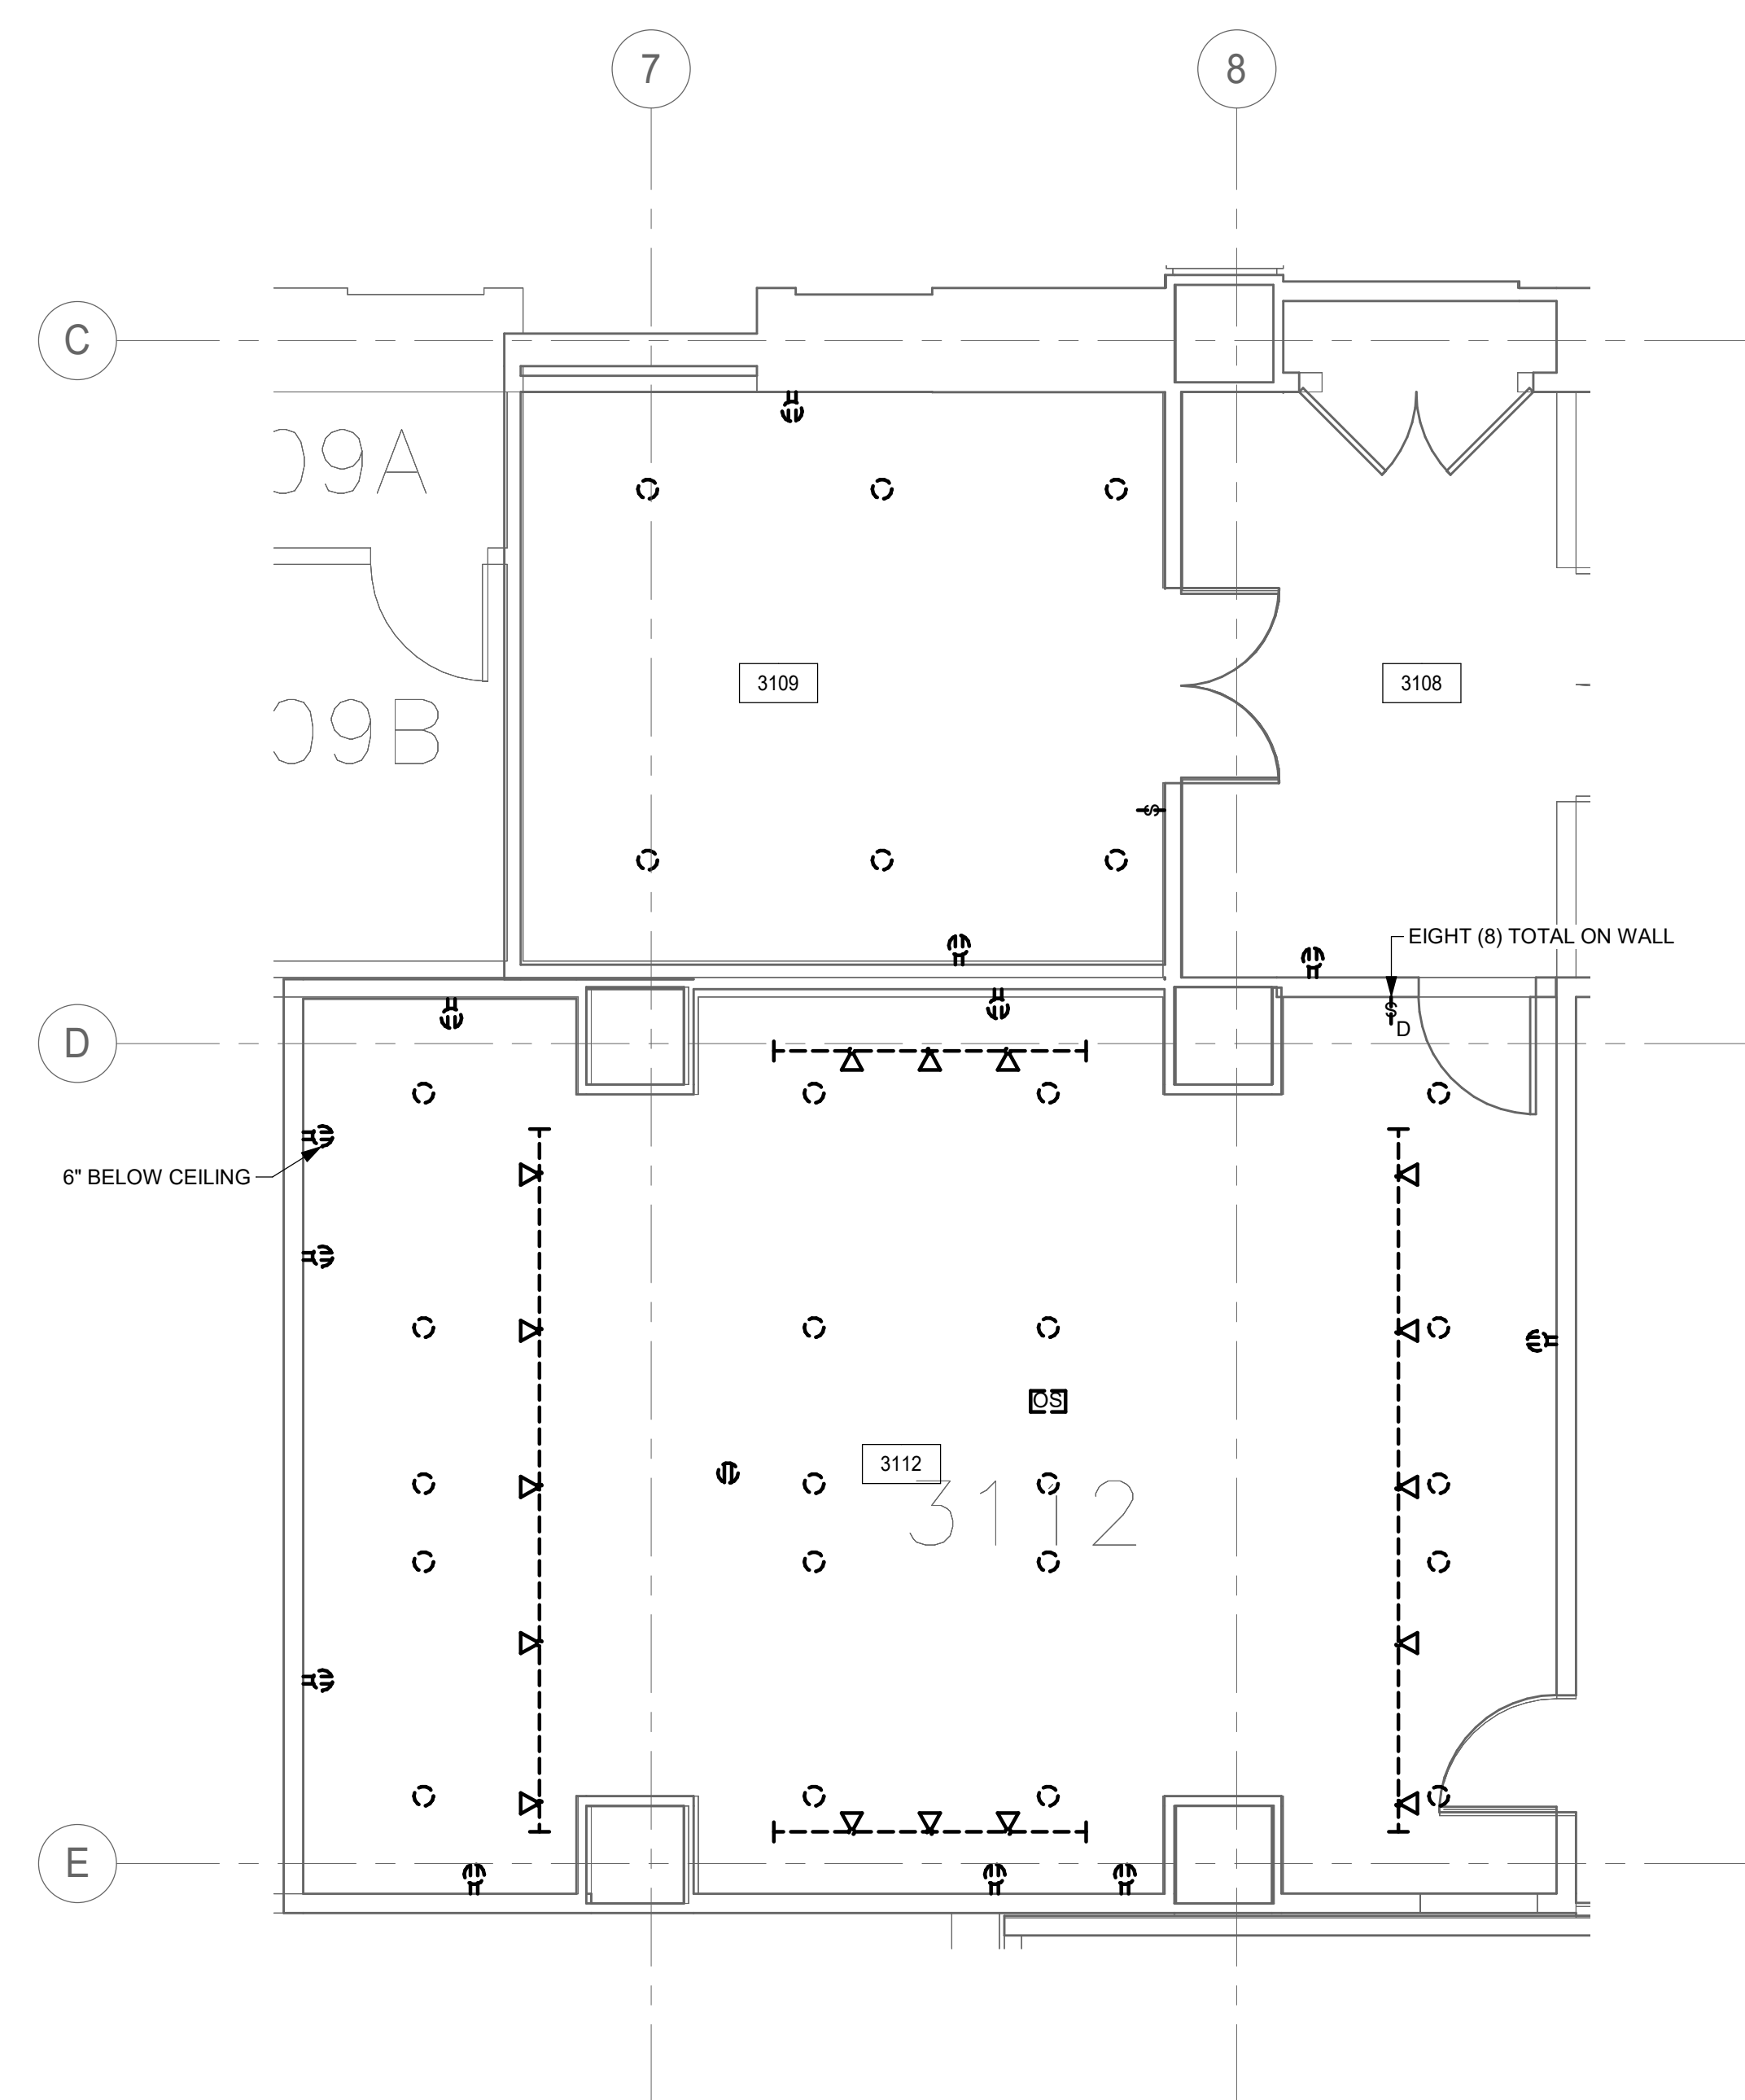 7
8
C
09A
3109
3108
09B
S
EIGHT (8) TOTAL ON WALL
S
D
D
6" BELOW CEILING
OS
3112
3112
E